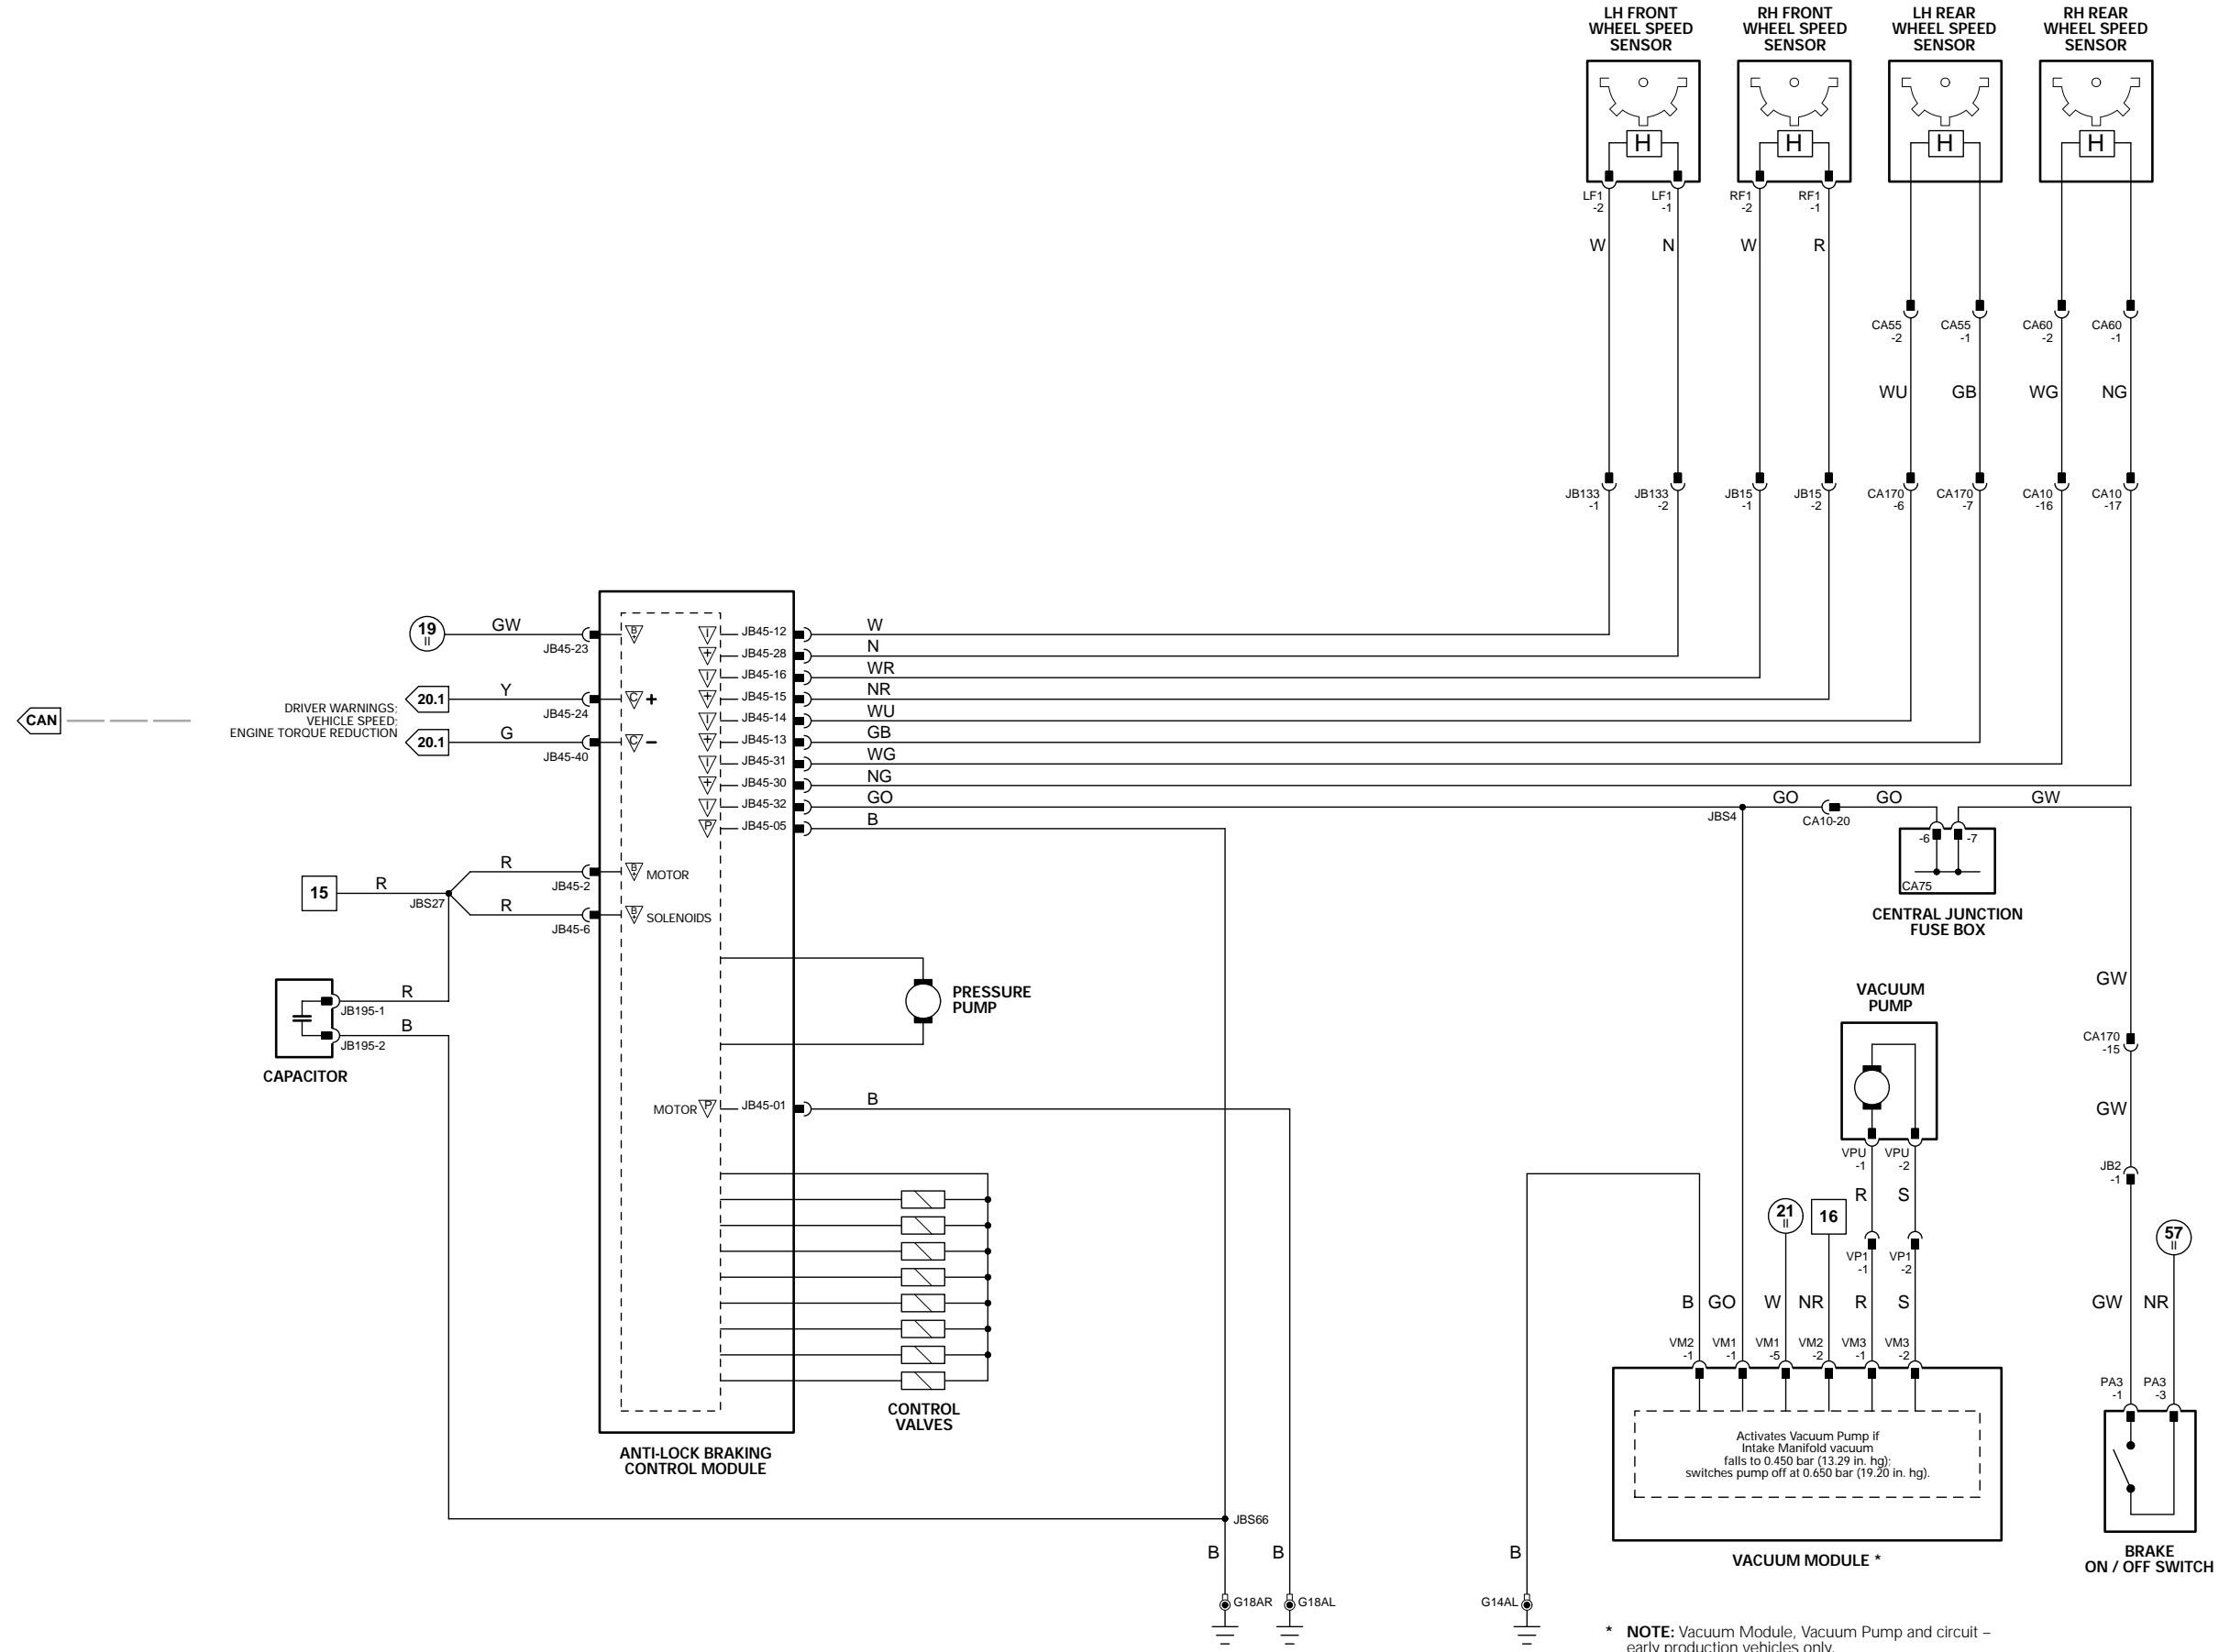 LH FRONT
WHEEL SPEED
SENSOR
RH FRONT
WHEEL SPEED
SENSOR
LH REAR
WHEEL SPEED
SENSOR
RH REAR
WHEEL SPEED
SENSOR
H
H
H
H
LF1
-2
LF1
-1
RF1
-2
RF1
-1
W
N
W
R
CA55
-2
CA55
-1
CA60
-2
CA60
-1
WU
GB
WG
NG
JB133
-1
JB133
-2
JB15
-1
JB15
-2
CA170
-6
CA170
-7
CA10
-16
CA10
-17
19
II
GW
JB45-23
B+
CAN
DRIVER WARNINGS;
VEHICLE SPEED;
ENGINE TORQUE REDUCTION
20.1
Y
JB45-24
C +
20.1
G
JB45-40
C –
I JB45-12 W
+ JB45-28 N
I JB45-16 WR
+ JB45-15 NR
I JB45-14 WU
+ JB45-13 GB
I JB45-31 WG
+ JB45-30 NG
I JB45-32 GO
P JB45-05 B
JBS4
GO
CA10-20
GO
GW
-6
-7
CA75
CENTRAL JUNCTION
FUSE BOX
15
R
JBS27
R
JB45-2
B+ MOTOR
R
JB45-6
B+ SOLENOIDS
R
JB195-1
B
JB195-2
CAPACITOR
PRESSURE
PUMP
MOTOR P JB45-01 B
CONTROL
VALVES
ANTI-LOCK BRAKING
CONTROL MODULE
JBS66
B
B
B
G18AR
G18AL
G14AL
VACUUM
PUMP
VPU
-1
VPU
-2
R
S
21
II
16
VP1
-1
VP1
-2
B
GO
W
NR
R
S
VM2
-1
VM1
-1
VM1
-5
VM2
-2
VM3
-1
VM3
-2
Activates Vacuum Pump if
Intake Manifold vacuum
falls to 0.450 bar (13.29 in. hg);
switches pump off at 0.650 bar (19.20 in. hg).
VACUUM MODULE *
GW
CA170
-15
GW
JB2
-1
57
II
GW
NR
PA3
-1
PA3
-3
BRAKE
ON / OFF SWITCH
* NOTE: Vacuum Module, Vacuum Pump and circuit –
early production vehicles only.